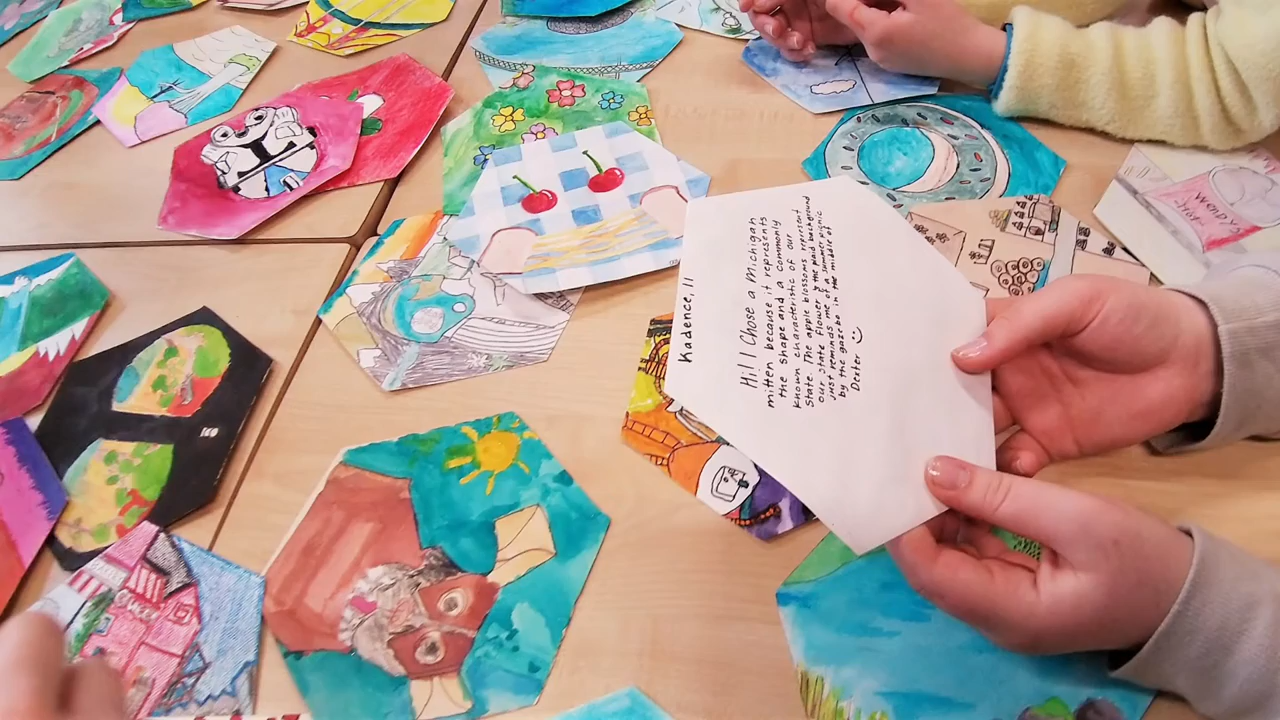 Kadence, 11
Hi! I Chose a Michigan
mitten because it represents
the shape and a commonly
known characteristic of our
State. The apple blossoms represent
our state flower & the plaid background
just reminds me of a summer picnic
by the gazebo in the middle of
Dexter :)